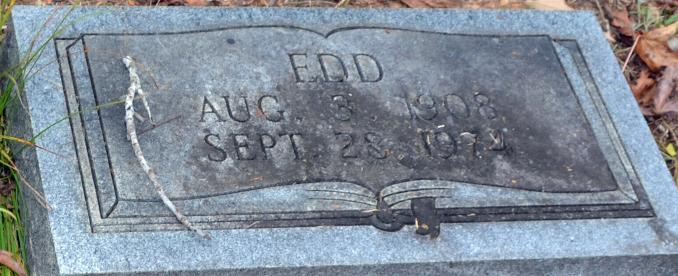 EDD
AUG. 3, 1908
SEPT. 28, 1974